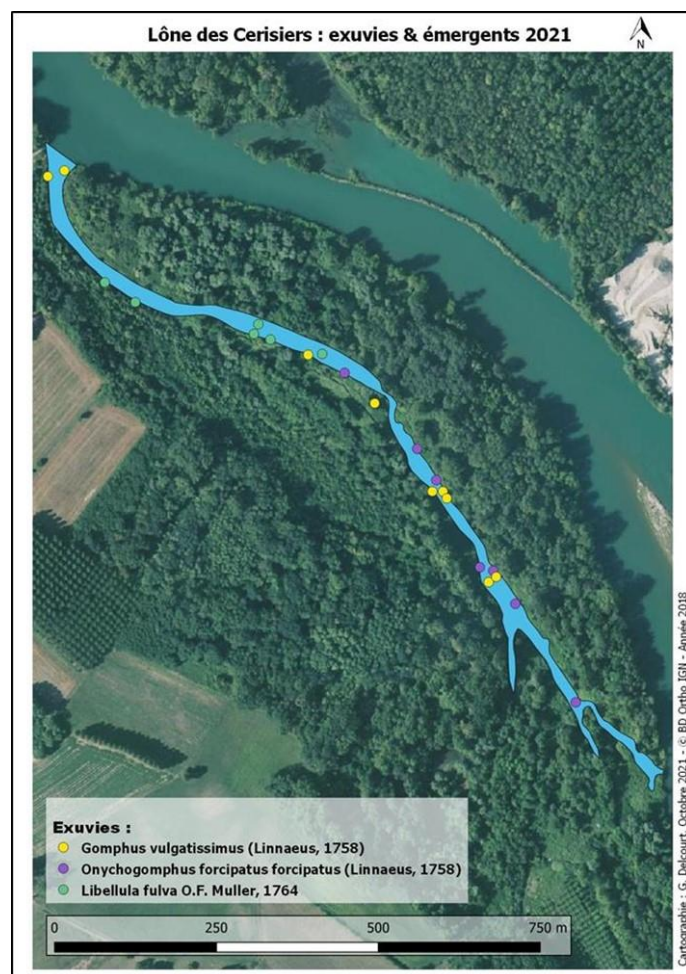 Lône des Cerisiers : exuvies & émergents 2021
N
Cartographie : G. Delcourt, Octobre 2021 - © BD Ortho IGN - Année 2018
Exuvies :
Gomphus vulgatissimus (Linnaeus, 1758)
Onychogomphus forcipatus forcipatus (Linnaeus, 1758)
Libellula fulva O.F. Muller, 1764
0 250 500 750 m